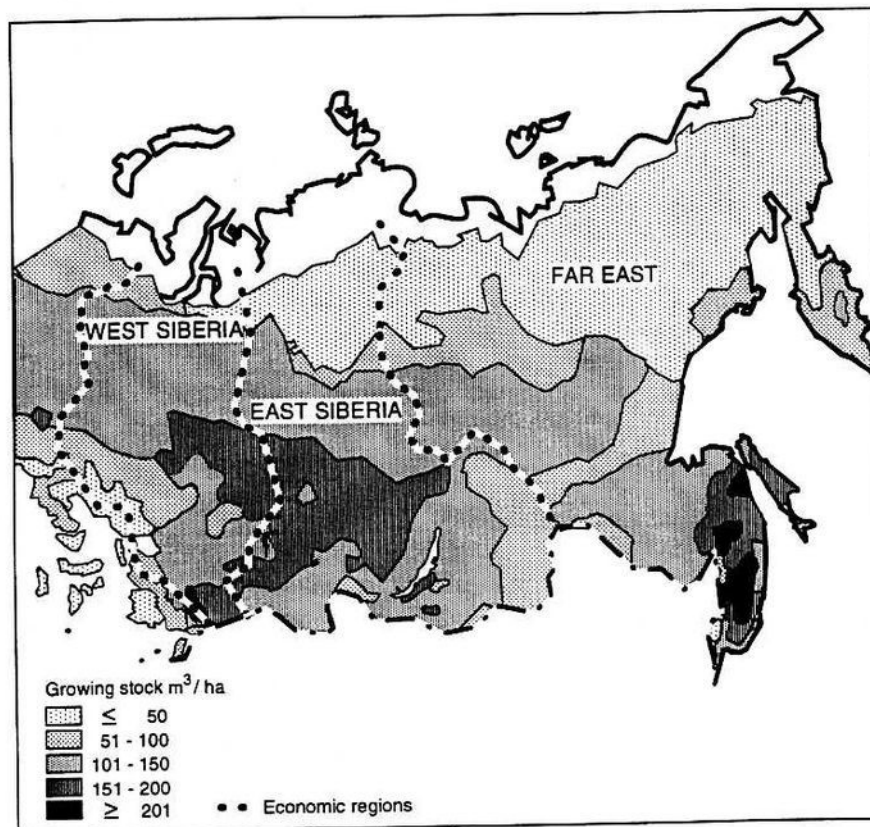 FAR EAST
WEST SIBERIA
EAST SIBERIA
Growing stock m³/ ha
≤ 50
51 - 100
101 - 150
151 - 200
≥ 201
Economic regions